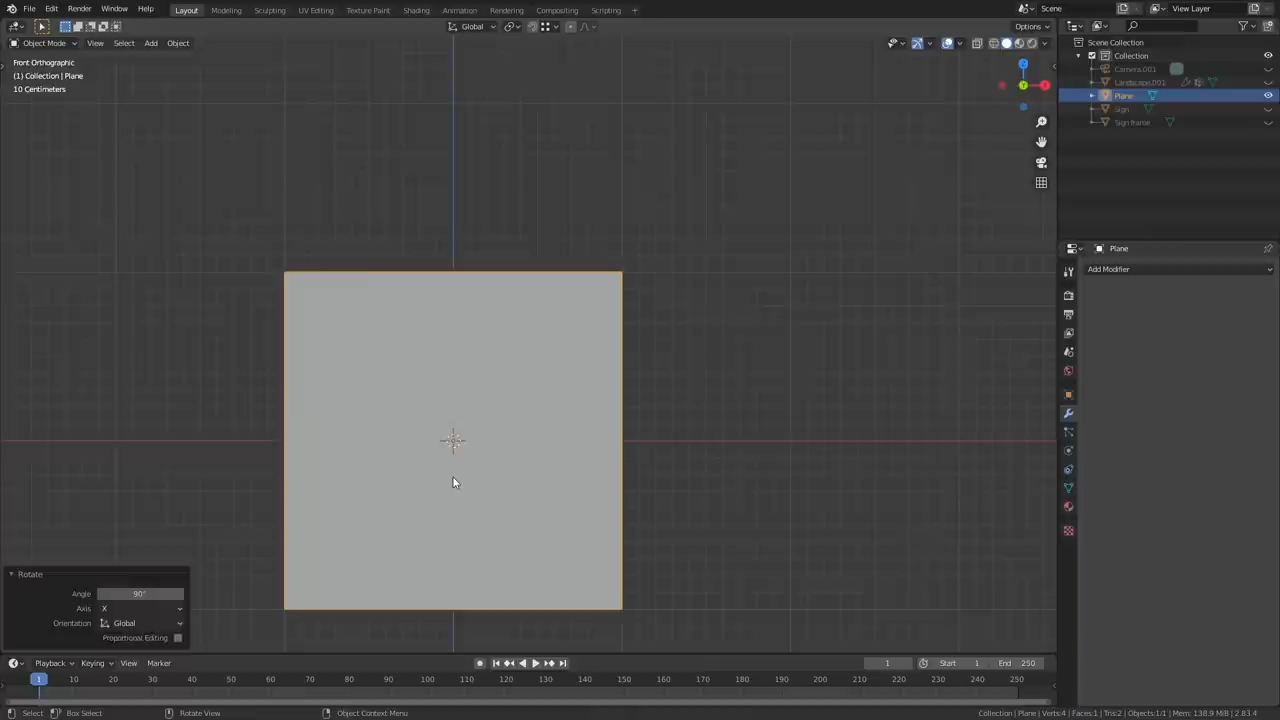 File Edit Render Window Help Layout Modeling Sculpting UV Editing Texture Paint Shading Animation Rendering Compositing Scripting + Scene View Layer
Global Options
Object Mode View Select Add Object
Front Orthographic
(1) Collection | Plane
10 Centimeters
Scene Collection
Collection
Camera.001
Landscape.001
Plane
Sign
Sign frame
Plane
Add Modifier
Rotate
Angle 90°
Axis X
Orientation Global
Proportional Editing
Playback Keying View Marker 1 Start 1 End 250
1 10 20 30 40 50 60 70 80 90 100 110 120 130 140 150 160 170 180 190 200 210 220 230 240 250
Select Box Select Rotate View Object Context Menu Collection | Plane | Verts:4 | Faces:1 | Tris:2 | Objects:1/1 | Mem: 138.9 MiB | 2.83.4